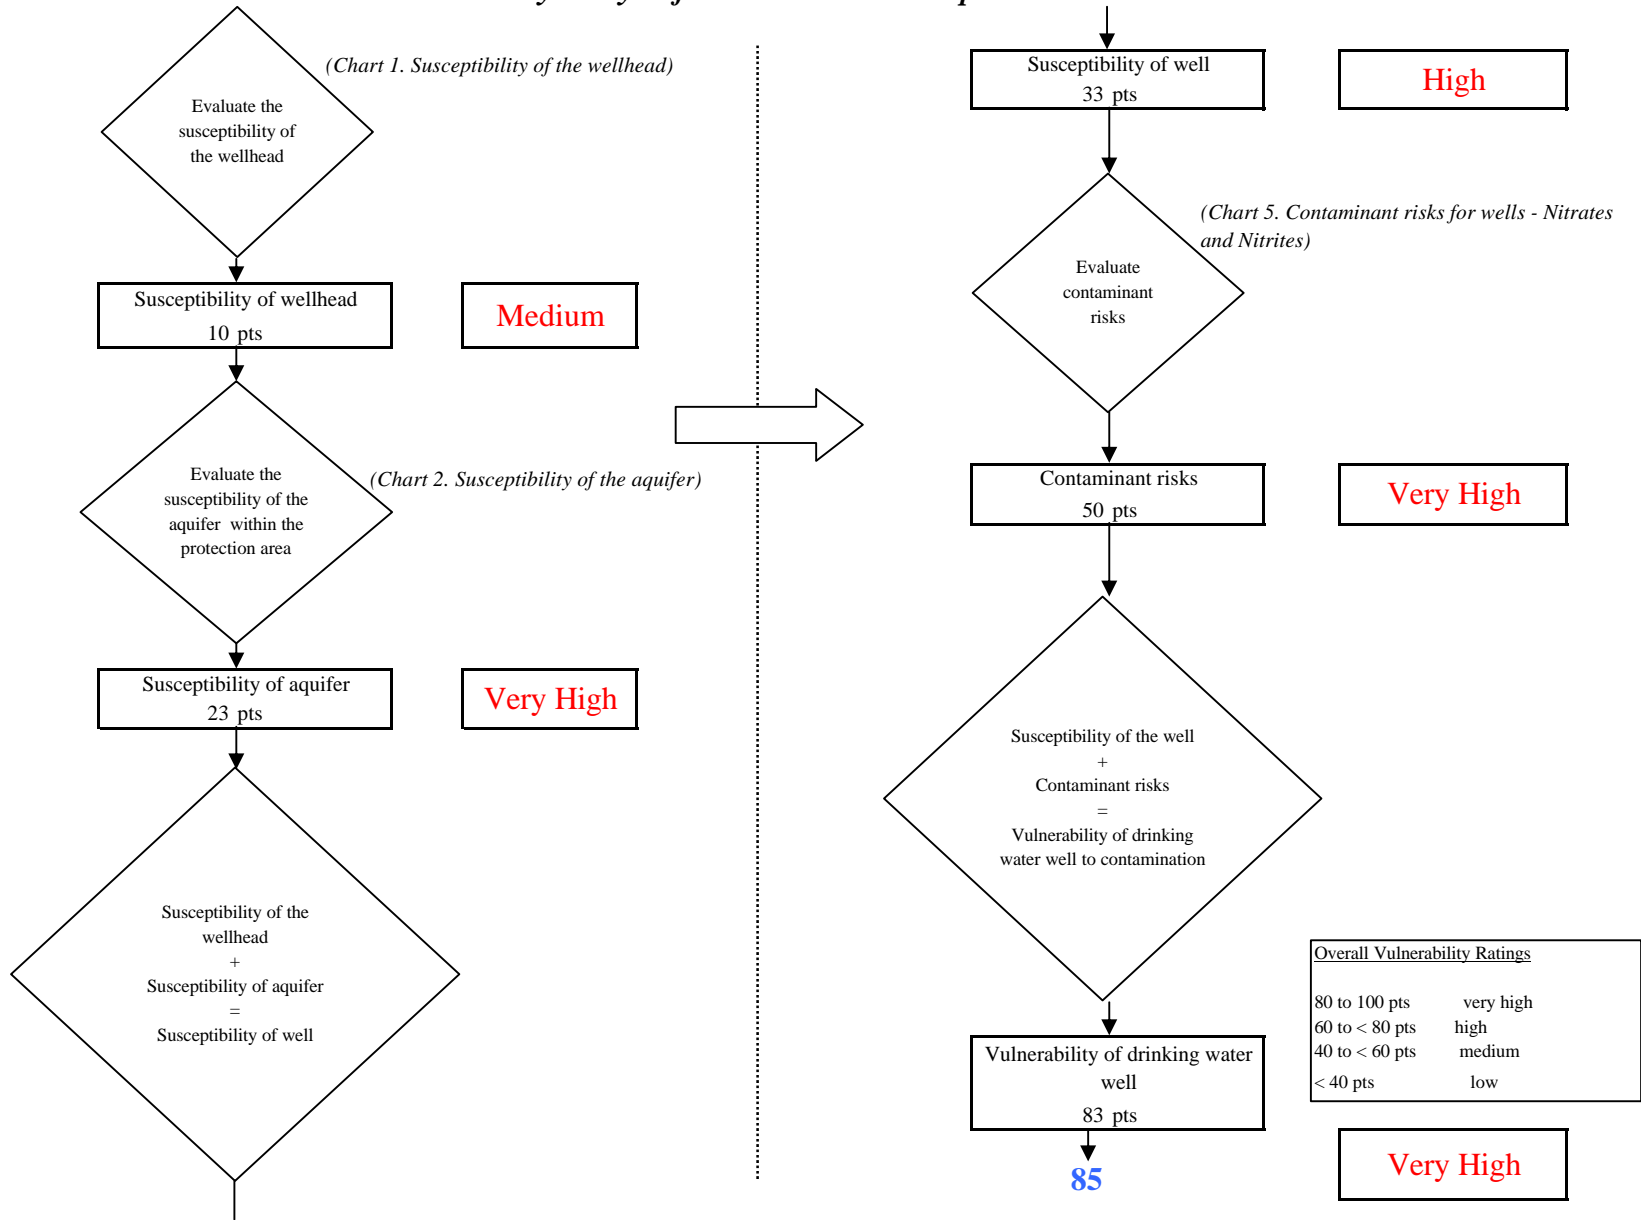 (Chart 1. Susceptibility of the wellhead)
Evaluate the
susceptibility of
the wellhead
Susceptibility of wellhead
10 pts
Medium
Evaluate the
susceptibility of the
aquifer within the
protection area
(Chart 2. Susceptibility of the aquifer)
Susceptibility of aquifer
23 pts
Very High
Susceptibility of the
wellhead
+
Susceptibility of aquifer
=
Susceptibility of well
Susceptibility of well
33 pts
High
(Chart 5. Contaminant risks for wells - Nitrates
and Nitrites)
Evaluate
contaminant
risks
Contaminant risks
50 pts
Very High
Susceptibility of the well
+
Contaminant risks
=
Vulnerability of drinking
water well to contamination
Overall Vulnerability Ratings
80 to 100 pts very high
60 to < 80 pts high
40 to < 60 pts medium
< 40 pts low
Vulnerability of drinking water
well
83 pts
85
Very High